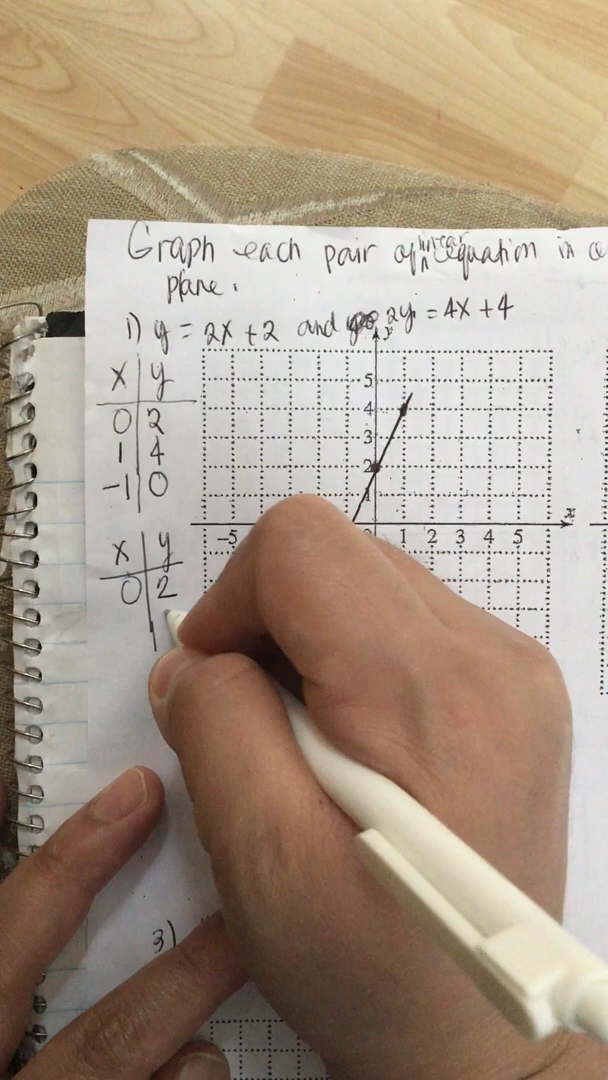 Graph each pair of linear equation in
plane.
1) y = 2x + 2 and 2y = 4x + 4
x y
0 2
1 4
-1 0
x y
0 2
y
5
4
3
2
1
-5 1 2 3 4 5 x
3)